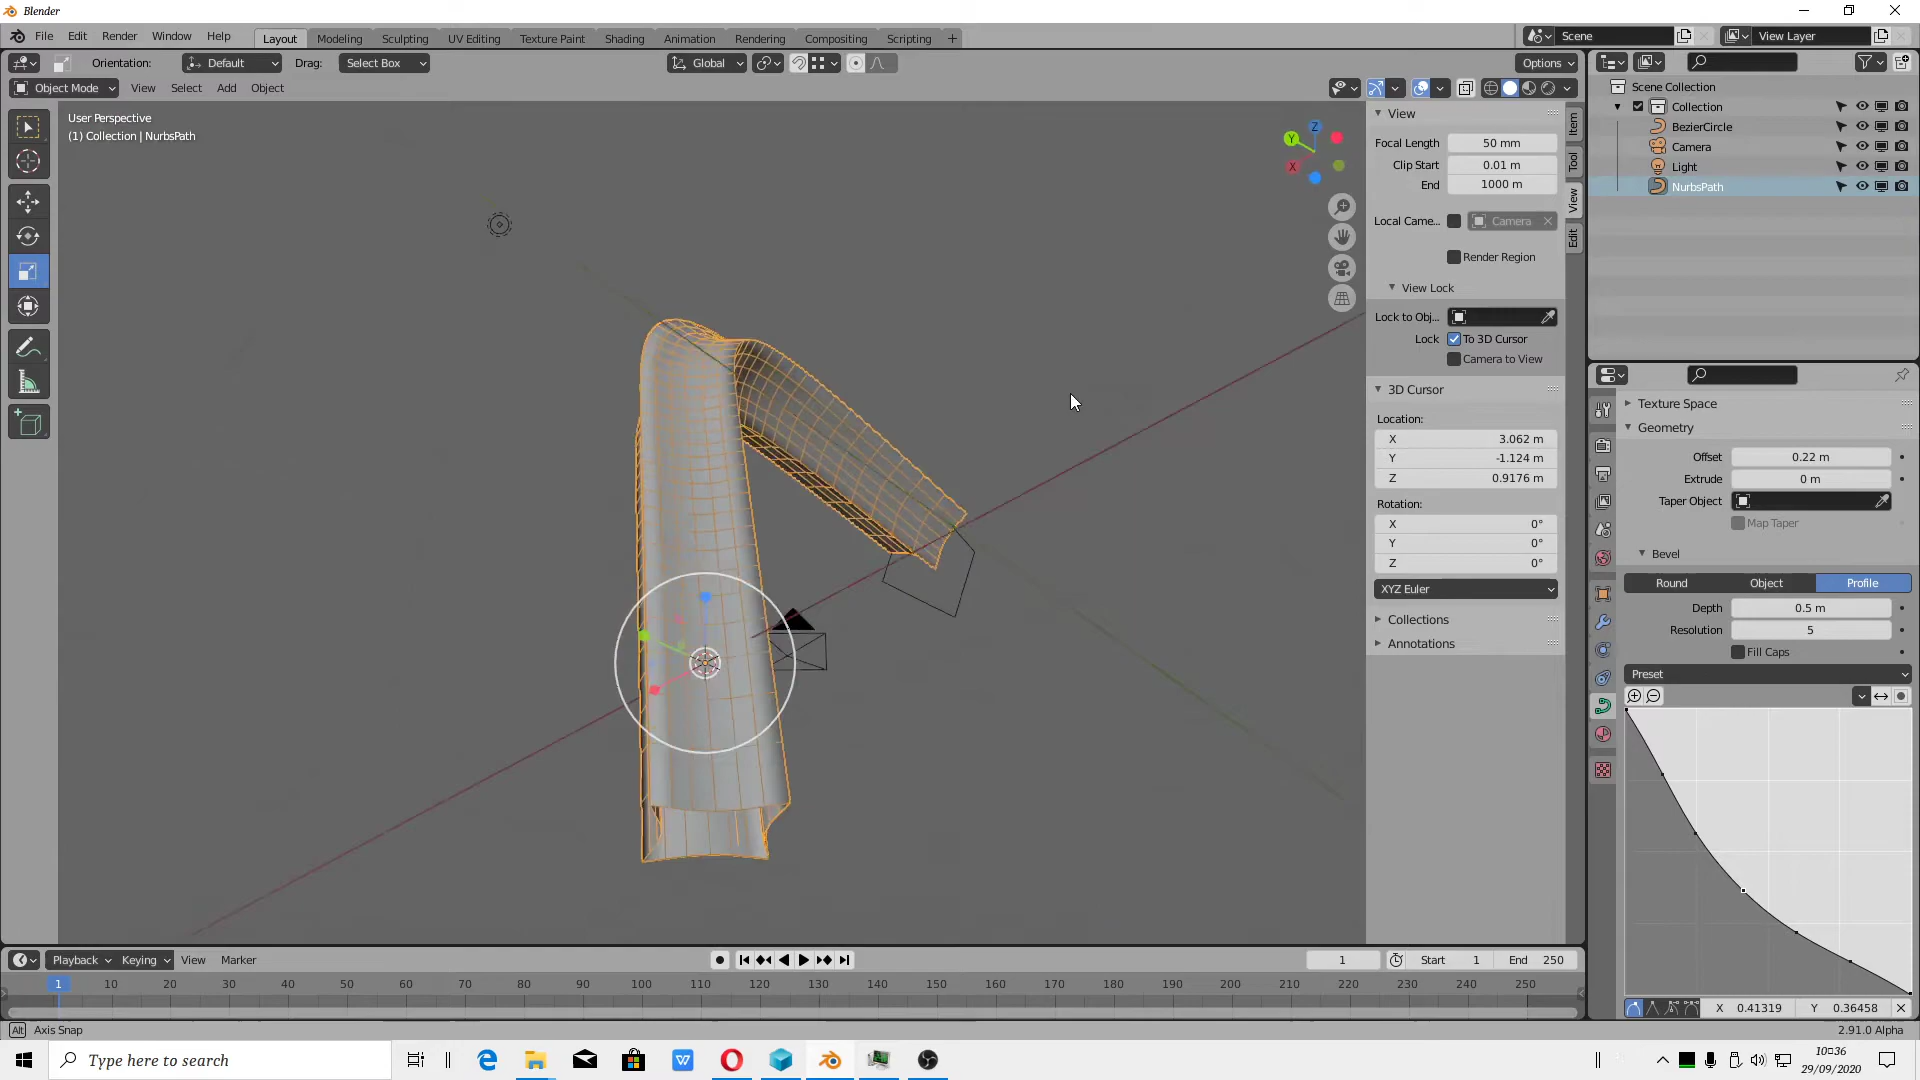 Blender
File Edit Render Window Help Layout Modeling Sculpting UV Editing Texture Paint Shading Animation Rendering Compositing Scripting + Scene View Layer
Orientation: Default Drag: Select Box Global Options
Object Mode View Select Add Object
User Perspective
(1) Collection | NurbsPath
Z
Y
X
View
Focal Length 50 mm
Clip Start 0.01 m
End 1000 m
Local Came... Camera
Render Region
View Lock
Lock to Obj...
Lock To 3D Cursor
Camera to View
3D Cursor
Location:
X 3.062 m
Y -1.124 m
Z 0.9176 m
Rotation:
X 0°
Y 0°
Z 0°
XYZ Euler
Collections
Annotations
Item
Tool
View
Edit
Scene Collection
Collection
BezierCircle
Camera
Light
NurbsPath
Texture Space
Geometry
Offset 0.22 m
Extrude 0 m
Taper Object
Map Taper
Bevel
Round Object Profile
Depth 0.5 m
Resolution 5
Fill Caps
Preset
X 0.41319 Y 0.36458
Playback Keying View Marker 1 Start 1 End 250
1 10 20 30 40 50 60 70 80 90 100 110 120 130 140 150 160 170 180 190 200 210 220 230 240 250
Alt Axis Snap 2.91.0 Alpha
Type here to search
10:36
29/09/2020